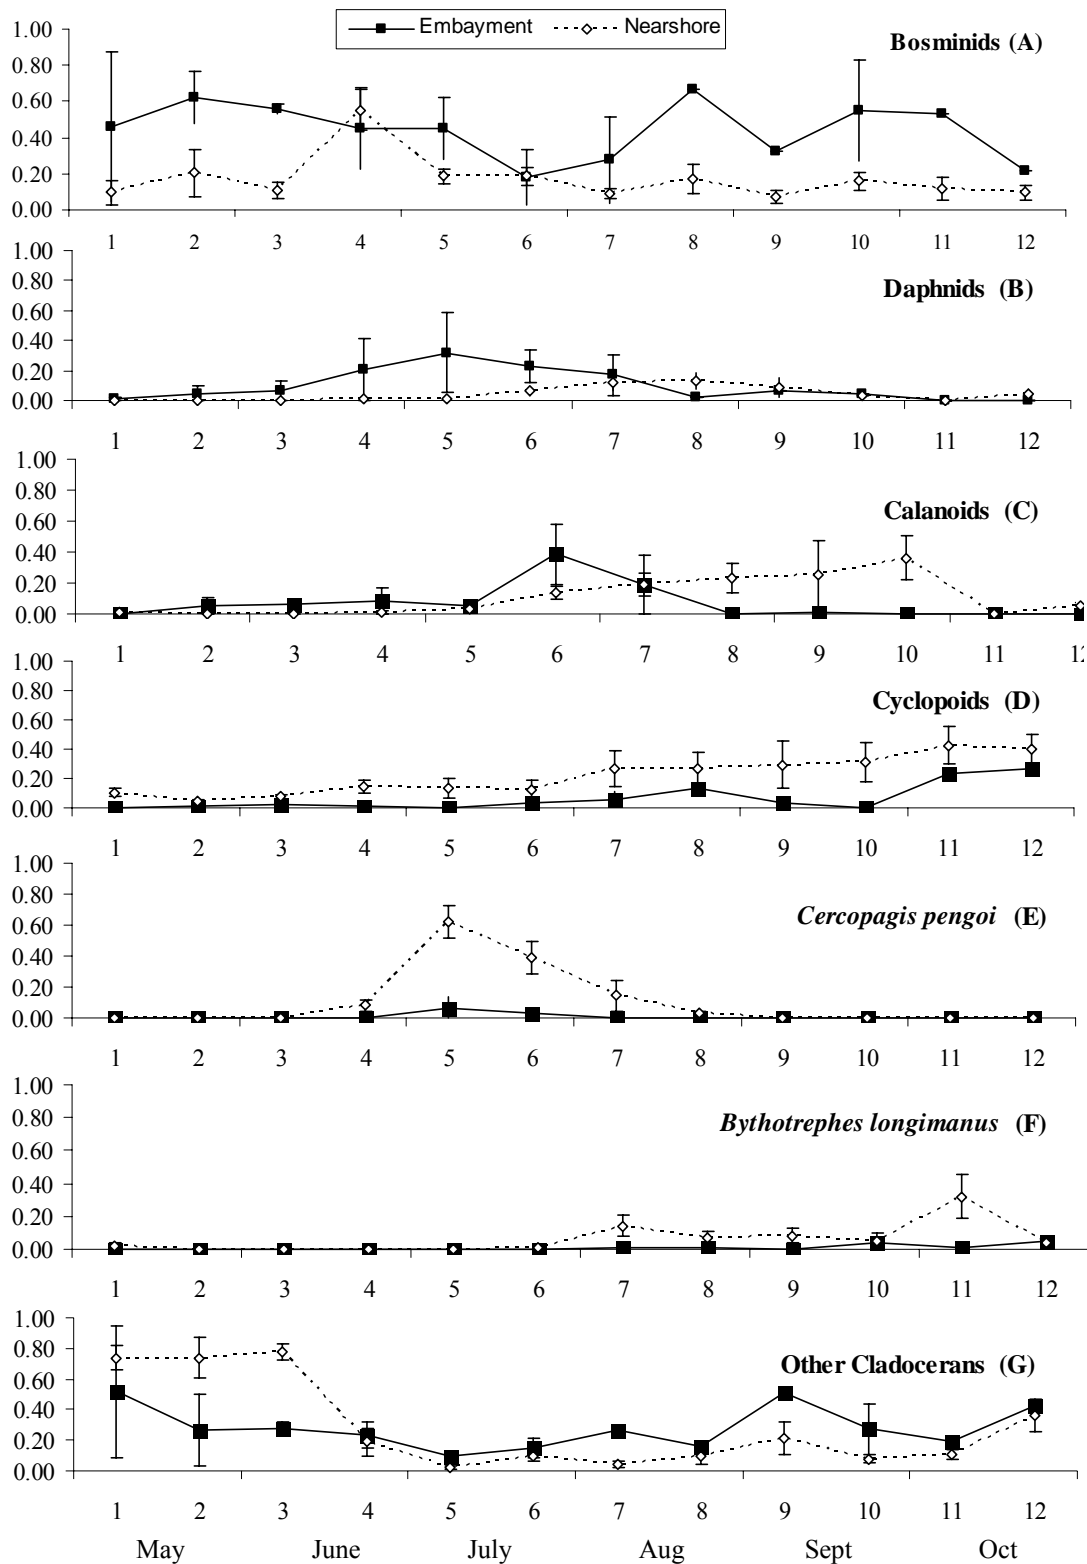 Embayment Nearshore
Bosminids (A)
1.00
0.80
0.60
0.40
0.20
0.00
1 2 3 4 5 6 7 8 9 10 11 12
Daphnids (B)
1.00
0.80
0.60
0.40
0.20
0.00
1 2 3 4 5 6 7 8 9 10 11 12
Calanoids (C)
1.00
0.80
0.60
0.40
0.20
0.00
1 2 3 4 5 6 7 8 9 10 11 12
Cyclopoids (D)
1.00
0.80
0.60
0.40
0.20
0.00
1 2 3 4 5 6 7 8 9 10 11 12
Cercopagis pengoi (E)
1.00
0.80
0.60
0.40
0.20
0.00
1 2 3 4 5 6 7 8 9 10 11 12
Bythotrephes longimanus (F)
1.00
0.80
0.60
0.40
0.20
0.00
1 2 3 4 5 6 7 8 9 10 11 12
Other Cladocerans (G)
1.00
0.80
0.60
0.40
0.20
0.00
1 2 3 4 5 6 7 8 9 10 11 12
May June July Aug Sept Oct